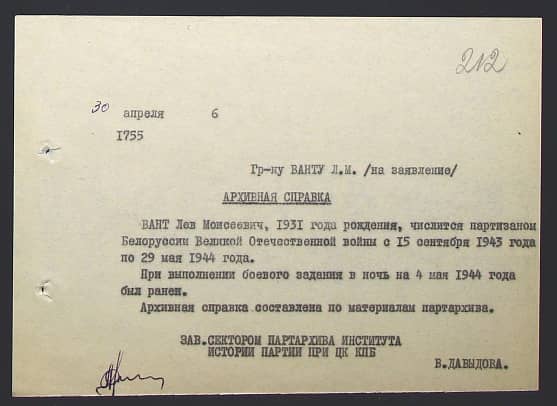 212
30 апреля 6
1755
Гр-ну ВАНТУ Л.М. /на заявление/
АРХИВНАЯ СПРАВКА
ВАНТ Лев Моисеевич, 1931 года рождения, числится партизаном
Белоруссии Великой Отечественной войны с 15 сентября 1943 года
по 29 мая 1944 года.
При выполнении боевого задания в ночь на 4 мая 1944 года
был ранен.
Архивная справка составлена по материалам партархива.
ЗАВ.СЕКТОРОМ ПАРТАРХИВА ИНСТИТУТА
ИСТОРИИ ПАРТИИ ПРИ ЦК КПБ
В.ДАВЫДОВА.